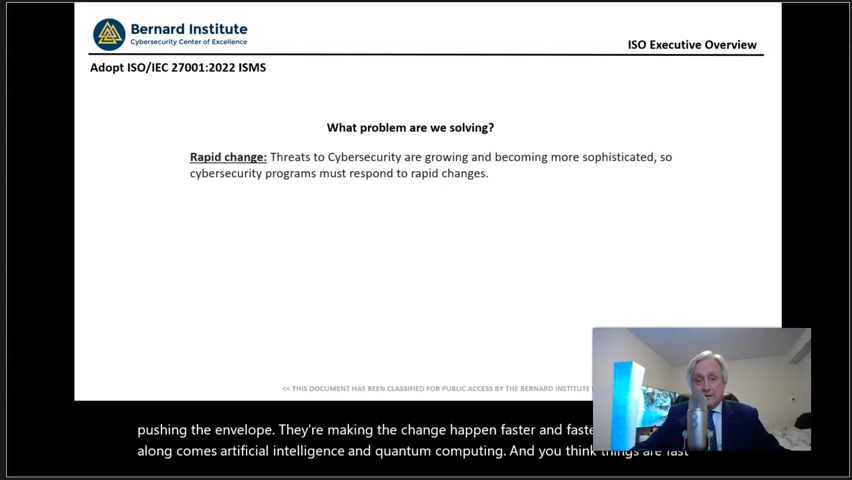 Bernard Institute
Cybersecurity Center of Excellence
ISO Executive Overview
Adopt ISO/IEC 27001:2022 ISMS
What problem are we solving?
Rapid change: Threats to Cybersecurity are growing and becoming more sophisticated, so
cybersecurity programs must respond to rapid changes.
<< THIS DOCUMENT HAS BEEN CLASSIFIED FOR PUBLIC ACCESS BY THE BERNARD INSTITUTE
pushing the envelope. They're making the change happen faster and
along comes artificial intelligence and quantum computing. And you think things are fast